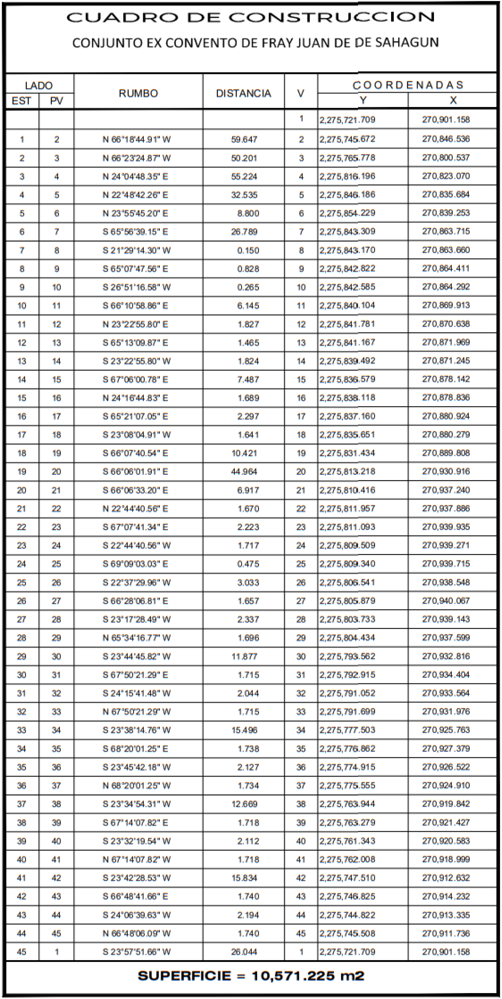 CUADRO DE CONSTRUCCION
CONJUNTO EX CONVENTO DE FRAY JUAN DE DE SAHAGUN
LADO RUMBO DISTANCIA V COORDENADAS
EST PV Y X
1 2,275,721.709 270,901.158
1 2 N 66°18'44.91" W 59.647 2 2,275,745.672 270,846.536
2 3 N 66°23'24.87" W 50.201 3 2,275,765.778 270,800.537
3 4 N 24°04'48.35" E 55.224 4 2,275,816.196 270,823.070
4 5 N 22°48'42.26" E 32.535 5 2,275,846.186 270,835.684
5 6 N 23°55'45.20" E 8.800 6 2,275,854.229 270,839.253
6 7 S 65°56'39.15" E 26.789 7 2,275,843.309 270,863.715
7 8 S 21°29'14.30" W 0.150 8 2,275,843.170 270,863.660
8 9 S 65°07'47.56" E 0.828 9 2,275,842.822 270,864.411
9 10 S 26°51'16.58" W 0.265 10 2,275,842.585 270,864.292
10 11 S 66°10'58.86" E 6.145 11 2,275,840.104 270,869.913
11 12 N 23°22'55.80" E 1.827 12 2,275,841.781 270,870.638
12 13 S 65°13'09.87" E 1.465 13 2,275,841.167 270,871.969
13 14 S 23°22'55.80" W 1.824 14 2,275,839.492 270,871.245
14 15 S 67°06'00.78" E 7.487 15 2,275,836.579 270,878.142
15 16 N 24°16'44.83" E 1.689 16 2,275,838.118 270,878.836
16 17 S 65°21'07.05" E 2.297 17 2,275,837.160 270,880.924
17 18 S 23°08'04.91" W 1.641 18 2,275,835.651 270,880.279
18 19 S 66°07'40.54" E 10.421 19 2,275,831.434 270,889.808
19 20 S 66°06'01.91" E 44.964 20 2,275,813.218 270,930.916
20 21 S 66°06'33.20" E 6.917 21 2,275,810.416 270,937.240
21 22 N 22°44'40.56" E 1.670 22 2,275,811.957 270,937.886
22 23 S 67°07'41.34" E 2.223 23 2,275,811.093 270,939.935
23 24 S 22°44'40.56" W 1.717 24 2,275,809.509 270,939.271
24 25 S 69°09'03.03" E 0.475 25 2,275,809.340 270,939.715
25 26 S 22°37'29.96" W 3.033 26 2,275,806.541 270,938.548
26 27 S 66°28'06.81" E 1.657 27 2,275,805.879 270,940.067
27 28 S 23°17'28.49" W 2.337 28 2,275,803.733 270,939.143
28 29 N 65°34'16.77" W 1.696 29 2,275,804.434 270,937.599
29 30 S 23°44'45.82" W 11.877 30 2,275,793.562 270,932.816
30 31 S 67°50'21.29" E 1.715 31 2,275,792.915 270,934.404
31 32 S 24°15'41.48" W 2.044 32 2,275,791.052 270,933.564
32 33 N 67°50'21.29" W 1.715 33 2,275,791.699 270,931.976
33 34 S 23°38'14.76" W 15.496 34 2,275,777.503 270,925.763
34 35 S 68°20'01.25" E 1.738 35 2,275,776.862 270,927.379
35 36 S 23°45'42.18" W 2.127 36 2,275,774.915 270,926.522
36 37 N 68°20'01.25" W 1.734 37 2,275,775.555 270,924.910
37 38 S 23°34'54.31" W 12.669 38 2,275,763.944 270,919.842
38 39 S 67°14'07.82" E 1.718 39 2,275,763.279 270,921.427
39 40 S 23°32'19.54" W 2.112 40 2,275,761.343 270,920.583
40 41 N 67°14'07.82" W 1.718 41 2,275,762.008 270,918.999
41 42 S 23°42'28.53" W 15.834 42 2,275,747.510 270,912.632
42 43 S 66°48'41.66" E 1.740 43 2,275,746.825 270,914.232
43 44 S 24°06'39.63" W 2.194 44 2,275,744.822 270,913.335
44 45 N 66°48'06.09" W 1.740 45 2,275,745.508 270,911.736
45 1 S 23°57'51.66" W 26.044 1 2,275,721.709 270,901.158
SUPERFICIE = 10,571.225 m2